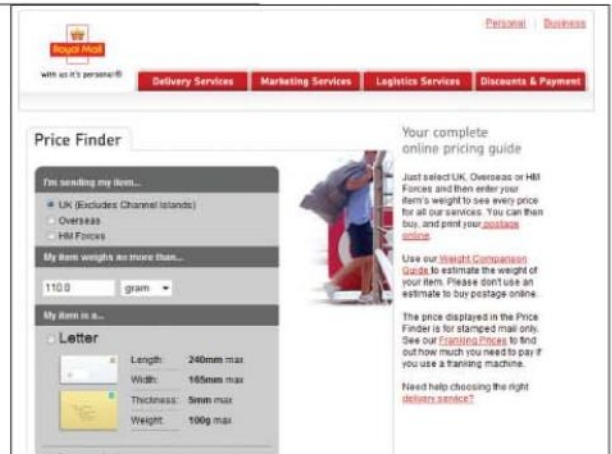 Personal | Business
Royal Mail
with us it's personal®
Delivery Services
Marketing Services
Logistics Services
Discounts & Payment
Price Finder
I'm sending my item...
UK (Excludes Channel Islands)
Overseas
HM Forces
My item weighs no more than...
110.0 gram
My item is a...
Letter
Length: 240mm max
Width: 165mm max
Thickness: 5mm max
Weight: 100g max
Your complete
online pricing guide
Just select UK, Overseas or HM
Forces and then enter your
item's weight to see every price
for all our services. You can then
buy, and print your postage
online.
Use our Weight Comparison
Guide to estimate the weight of
your item. Please don't use an
estimate to buy postage online.
The price displayed in the Price
Finder is for stamped mail only.
See our Franking Prices to find
out how much you need to pay if
you use a franking machine.
Need help choosing the right
delivery service?